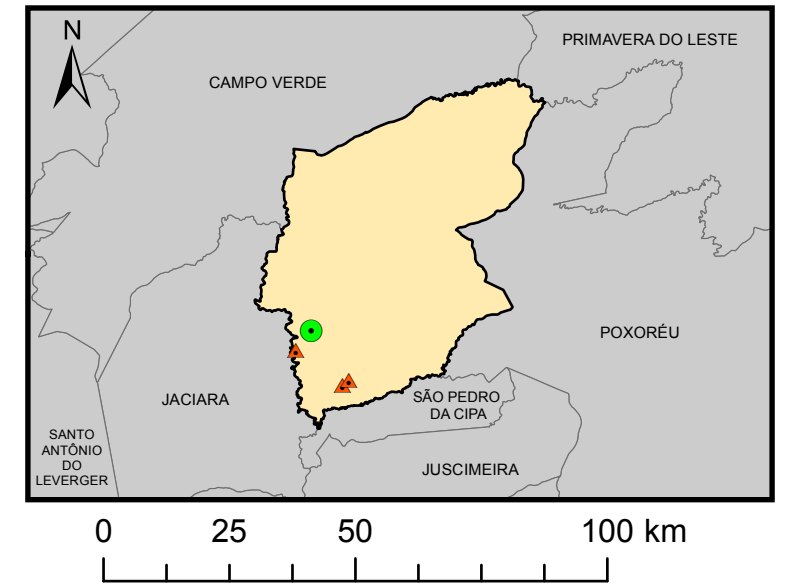 N
PRIMAVERA DO LESTE
CAMPO VERDE
POXORÉU
JACIARA
SÃO PEDRO
DA CIPA
SANTO
ANTÔNIO
DO
LEVERGER
JUSCIMEIRA
0 25 50 100 km